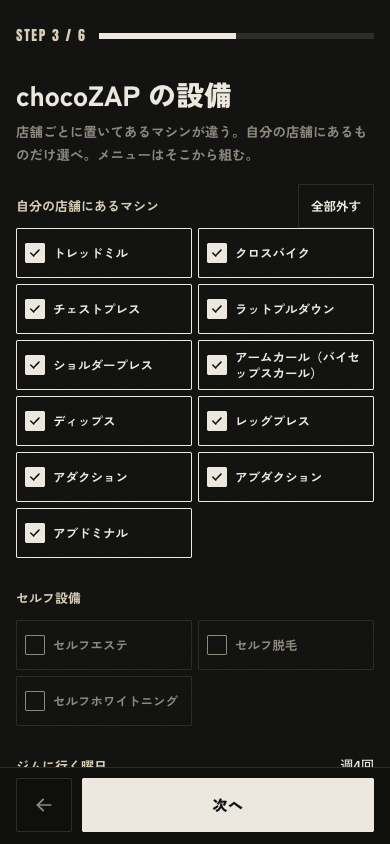 STEP 3 / 6
chocoZAP の設備
店舗ごとに置いてあるマシンが違う。自分の店舗にあるも
のだけ選べ。メニューはそこから組む。
自分の店舗にあるマシン
全部外す
トレッドミル
クロスバイク
チェストプレス
ラットプルダウン
ショルダープレス
アームカール（バイセ
ップスカール）
ディップス
レッグプレス
アダクション
アブダクション
アブドミナル
セルフ設備
セルフエステ
セルフ脱毛
セルフホワイトニング
ジムに行く曜日
週4回
←
次へ